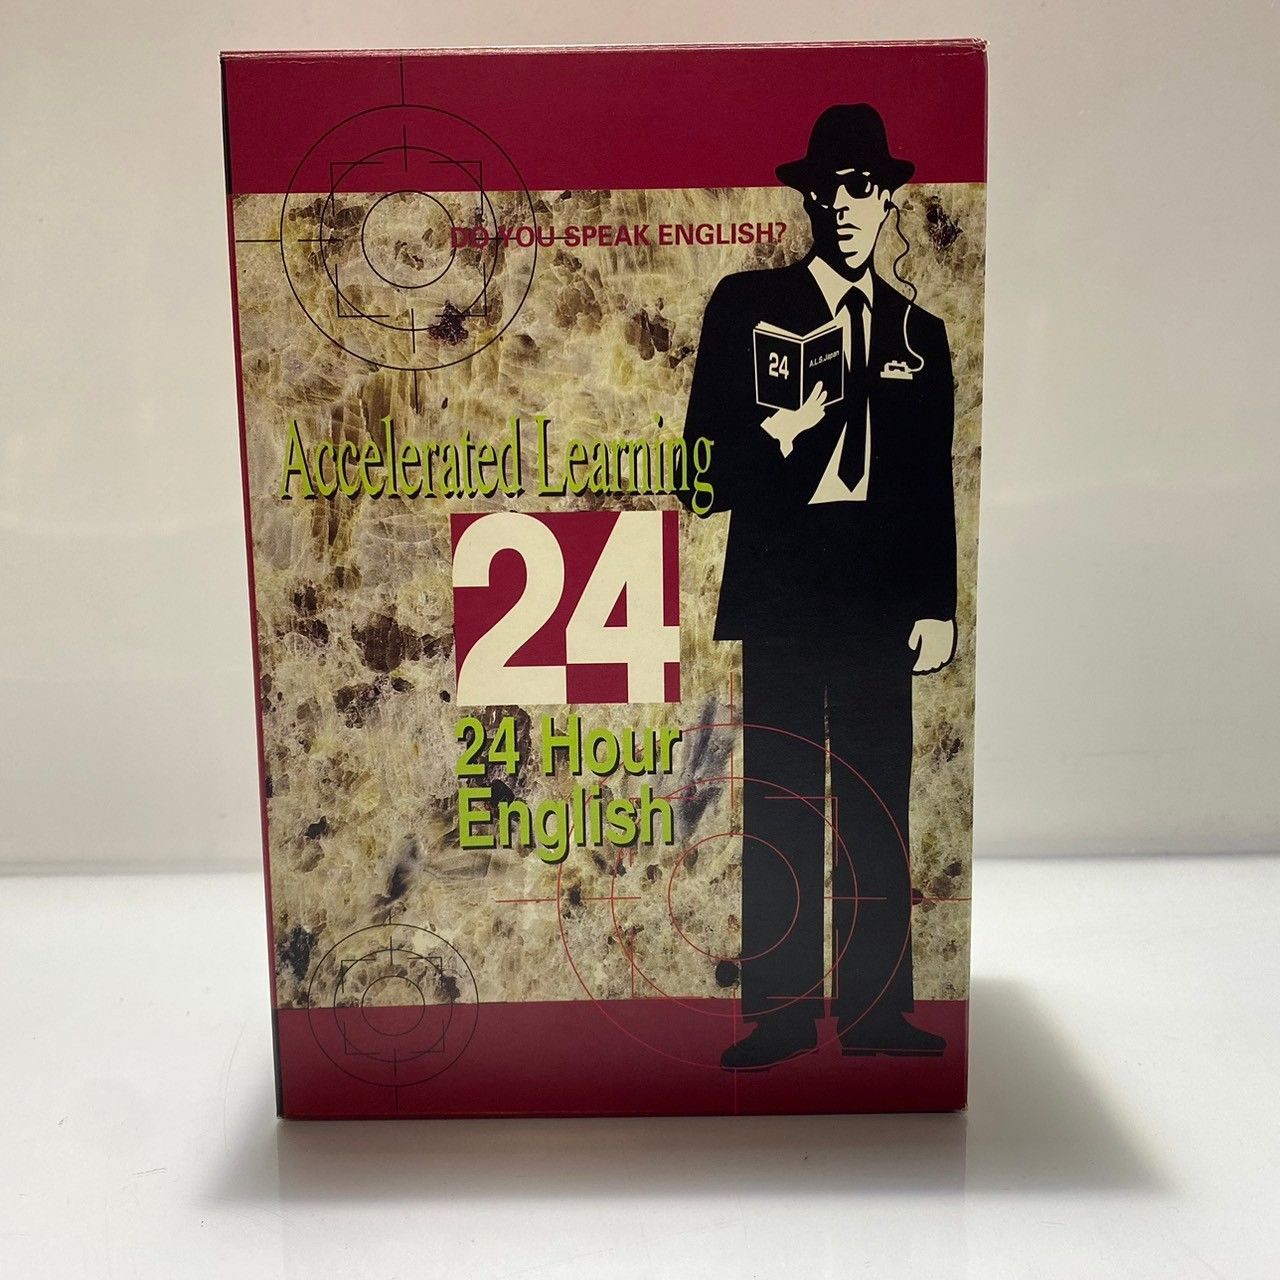 DO YOU SPEAK ENGLISH?
24
A.L.S.Japan
Accelerated Learning
24
24 Hour
English